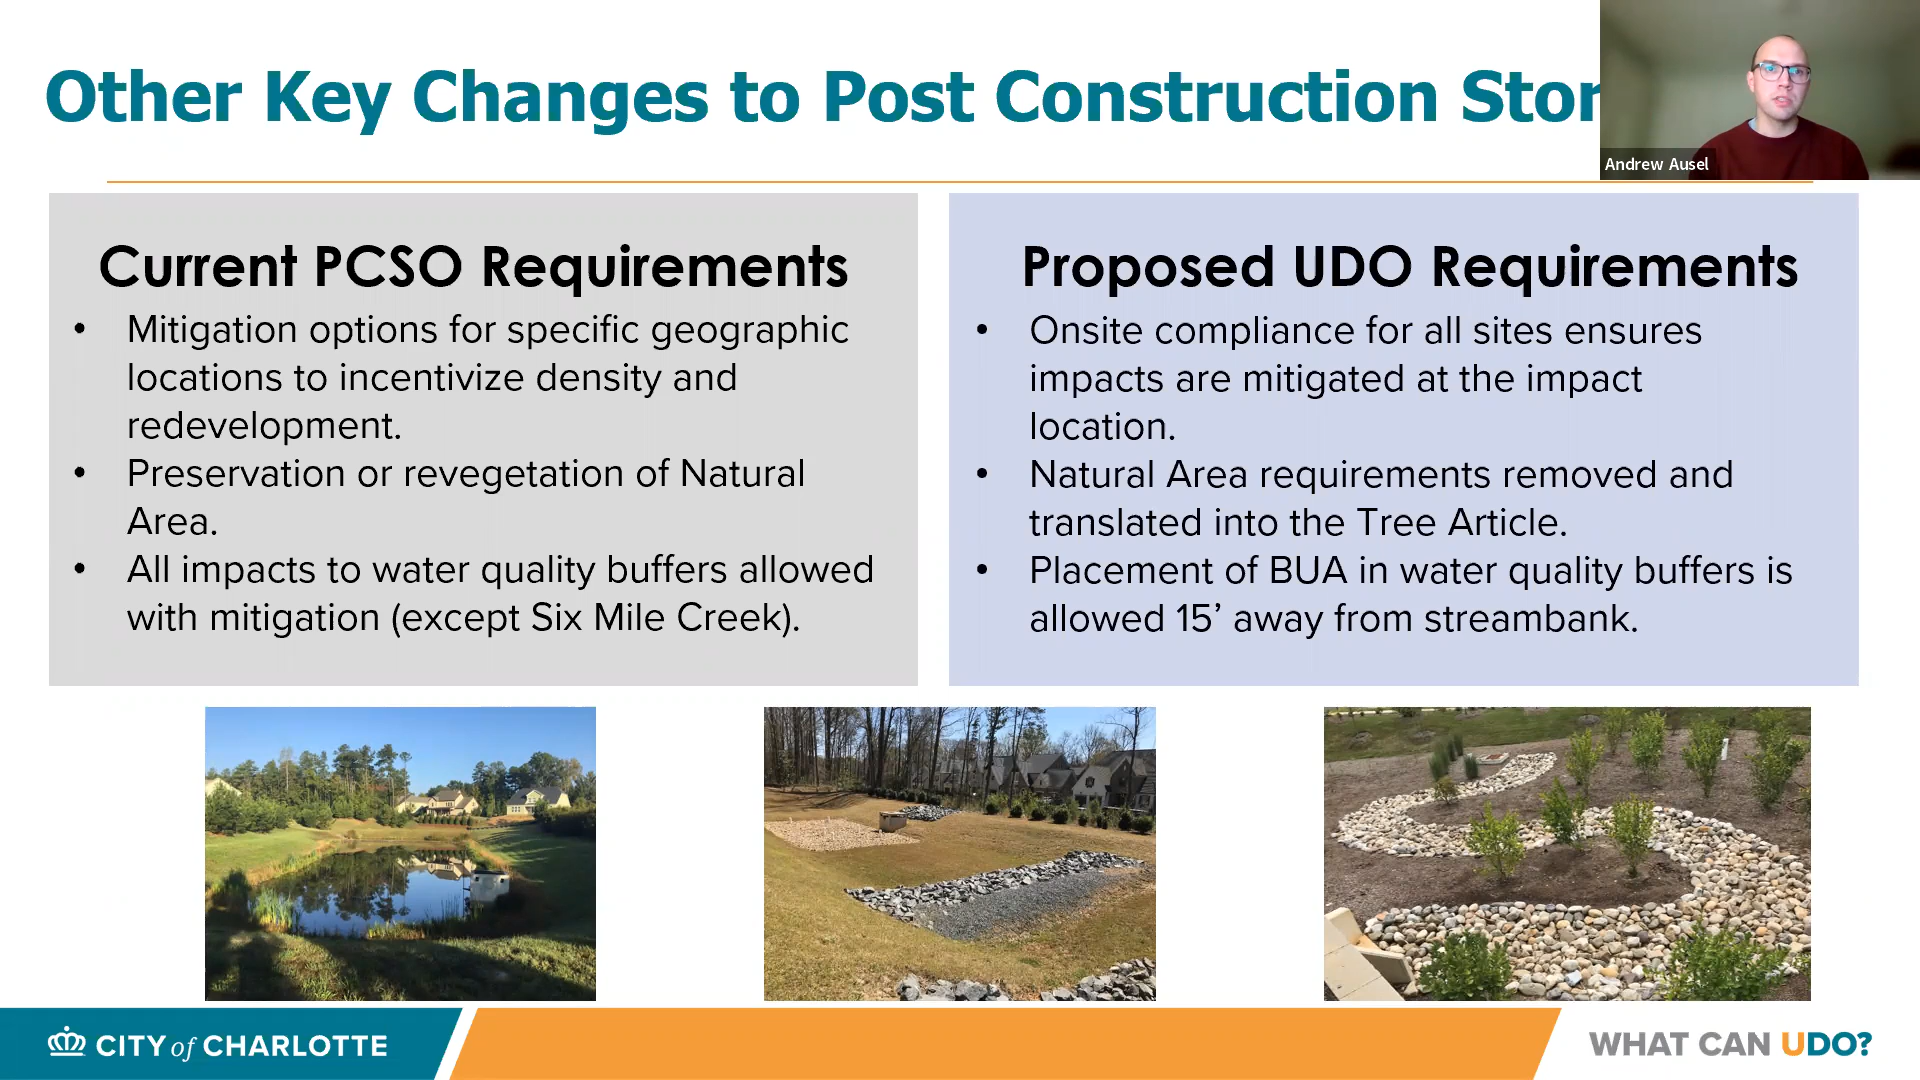 Other Key Changes to Post Construction
Andrew Ausel
Current PCSO Requirements
• Mitigation options for specific geographic
locations to incentivize density and
redevelopment.
• Preservation or revegetation of Natural
Area.
• All impacts to water quality buffers allowed
with mitigation (except Six Mile Creek).
Proposed UDO Requirements
• Onsite compliance for all sites ensures
impacts are mitigated at the impact
location.
• Natural Area requirements removed and
translated into the Tree Article.
• Placement of BUA in water quality buffers is
allowed 15’ away from streambank.
CITY of CHARLOTTE
WHAT CAN UDO?